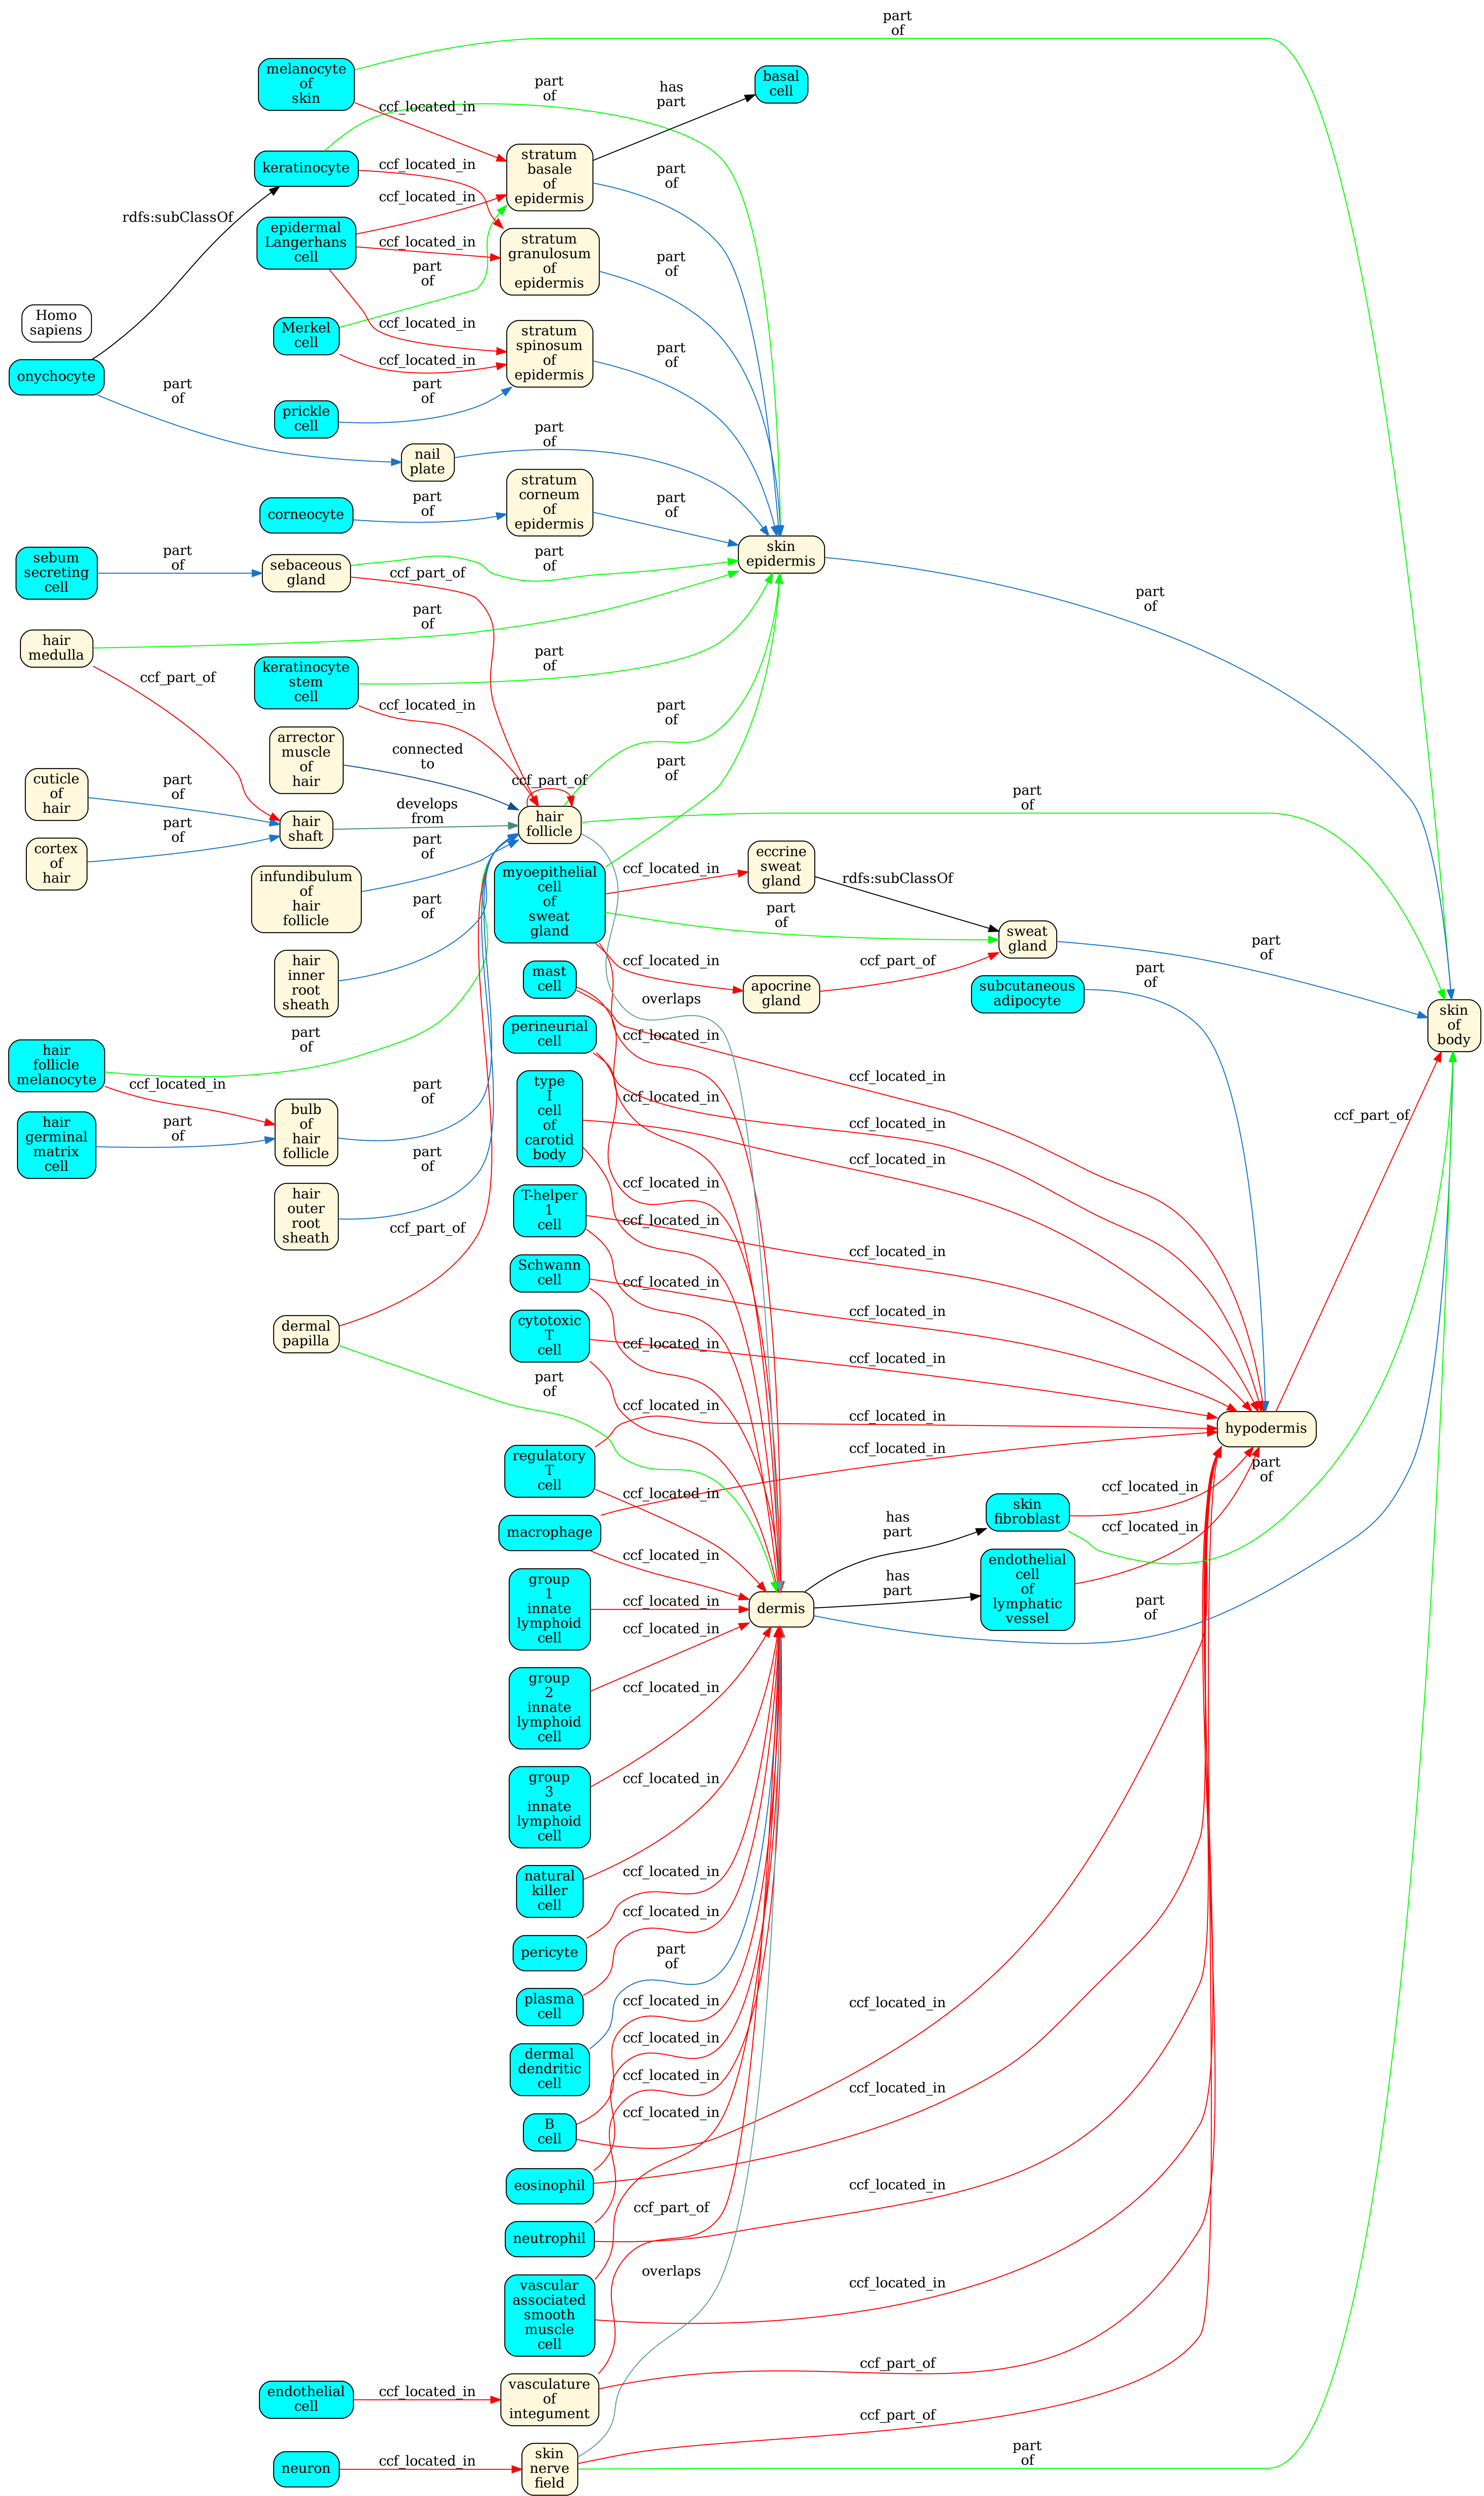 part
of
melanocyte
of
skin
basal
cell
has
part
part
of
ccf_located_in
keratinocyte
stratum
basale
of
epidermis
ccf_located_in
part
of
ccf_located_in
rdfs:subClassOf
epidermal
Langerhans
cell
ccf_located_in
stratum
granulosum
of
epidermis
part
of
part
of
Homo
sapiens
Merkel
cell
ccf_located_in
stratum
spinosum
of
epidermis
part
of
ccf_located_in
onychocyte
part
of
prickle
cell
part
of
nail
plate
part
of
stratum
corneum
of
epidermis
corneocyte
part
of
part
of
skin
epidermis
sebum
secreting
cell
part
of
sebaceous
gland
part
of
ccf_part_of
part
of
hair
medulla
part
of
ccf_part_of
keratinocyte
stem
cell
part
of
ccf_located_in
part
of
arrector
muscle
of
hair
connected
to
part
of
cuticle
of
hair
part
of
ccf_part_of
hair
shaft
develops
from
hair
follicle
part
of
cortex
of
hair
part
of
infundibulum
of
hair
follicle
part
of
myoepithelial
cell
of
sweat
gland
ccf_located_in
eccrine
sweat
gland
rdfs:subClassOf
part
of
sweat
gland
part
of
part
of
hair
inner
root
sheath
ccf_located_in
apocrine
gland
ccf_part_of
subcutaneous
adipocyte
part
of
mast
cell
overlaps
skin
of
body
hair
follicle
melanocyte
part
of
perineurial
cell
ccf_located_in
ccf_located_in
ccf_located_in
hair
germinal
matrix
cell
part
of
bulb
of
hair
follicle
part
of
type
I
cell
of
carotid
body
ccf_located_in
ccf_located_in
ccf_part_of
part
of
hair
outer
root
sheath
ccf_located_in
ccf_located_in
T-helper
1
cell
ccf_located_in
ccf_part_of
ccf_located_in
Schwann
cell
ccf_located_in
ccf_located_in
dermal
papilla
cytotoxic
T
cell
ccf_located_in
ccf_located_in
part
of
ccf_located_in
ccf_located_in
hypodermis
regulatory
T
cell
ccf_located_in
ccf_located_in
part
of
macrophage
ccf_located_in
has
part
skin
fibroblast
ccf_located_in
ccf_located_in
group
1
innate
lymphoid
cell
ccf_located_in
dermis
has
part
endothelial
cell
of
lymphatic
vessel
part
of
group
2
innate
lymphoid
cell
ccf_located_in
ccf_located_in
group
3
innate
lymphoid
cell
ccf_located_in
natural
killer
cell
ccf_located_in
pericyte
part
of
plasma
cell
ccf_located_in
ccf_located_in
dermal
dendritic
cell
ccf_located_in
ccf_located_in
ccf_located_in
B
cell
ccf_located_in
eosinophil
ccf_located_in
neutrophil
ccf_part_of
overlaps
ccf_located_in
vascular
associated
smooth
muscle
cell
endothelial
cell
ccf_located_in
vasculature
of
integument
ccf_part_of
ccf_part_of
neuron
ccf_located_in
skin
nerve
field
part
of